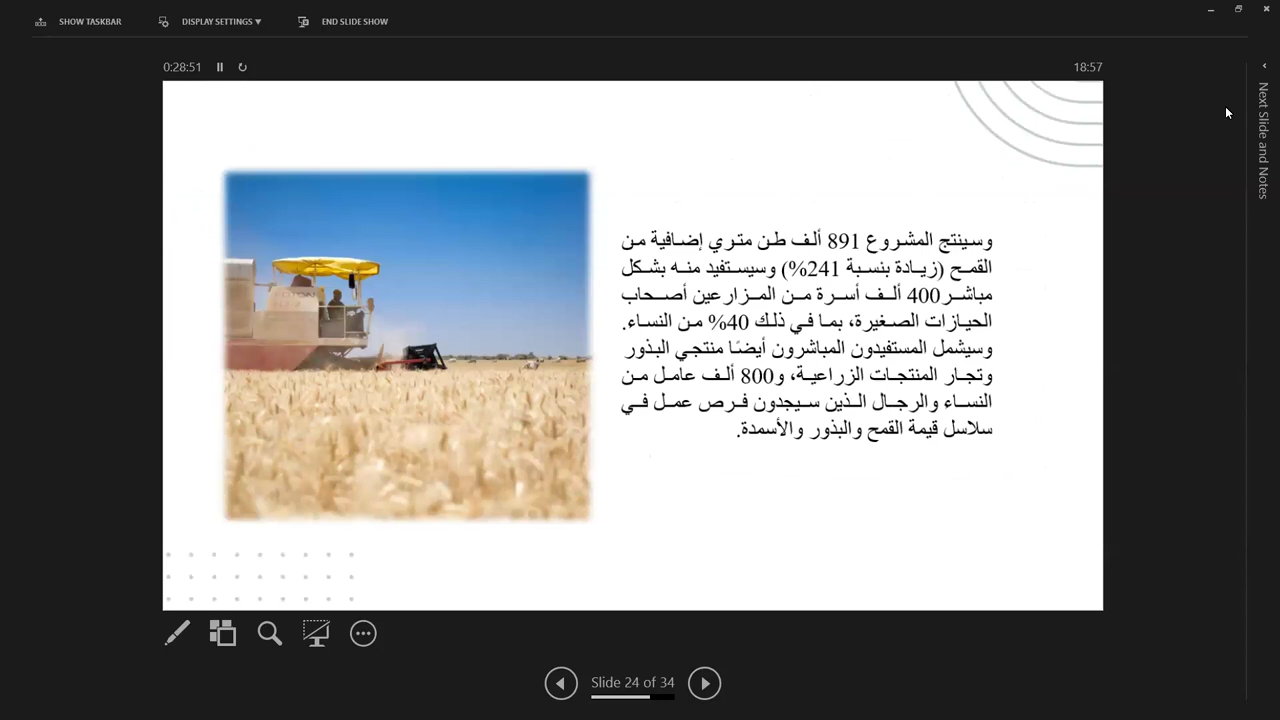 SHOW TASKBAR
DISPLAY SETTINGS
END SLIDE SHOW
0:28:51
18:57
Next Slide and Notes
وسينتج المشروع 891 ألف طن متري إضافية من
القمح (زيادة بنسبة 241%) وسيستفيد منه بشكل
مباشر400 ألف أسرة من المزارعين أصحاب
الحيازات الصغيرة، بما في ذلك 40% من النساء.
وسيشمل المستفيدون المباشرون أيضًا منتجي البذور
وتجار المنتجات الزراعية، و800 ألف عامل من
النساء والرجال الذين سيجدون فرص عمل في
سلاسل قيمة القمح والبذور والأسمدة.
Slide 24 of 34